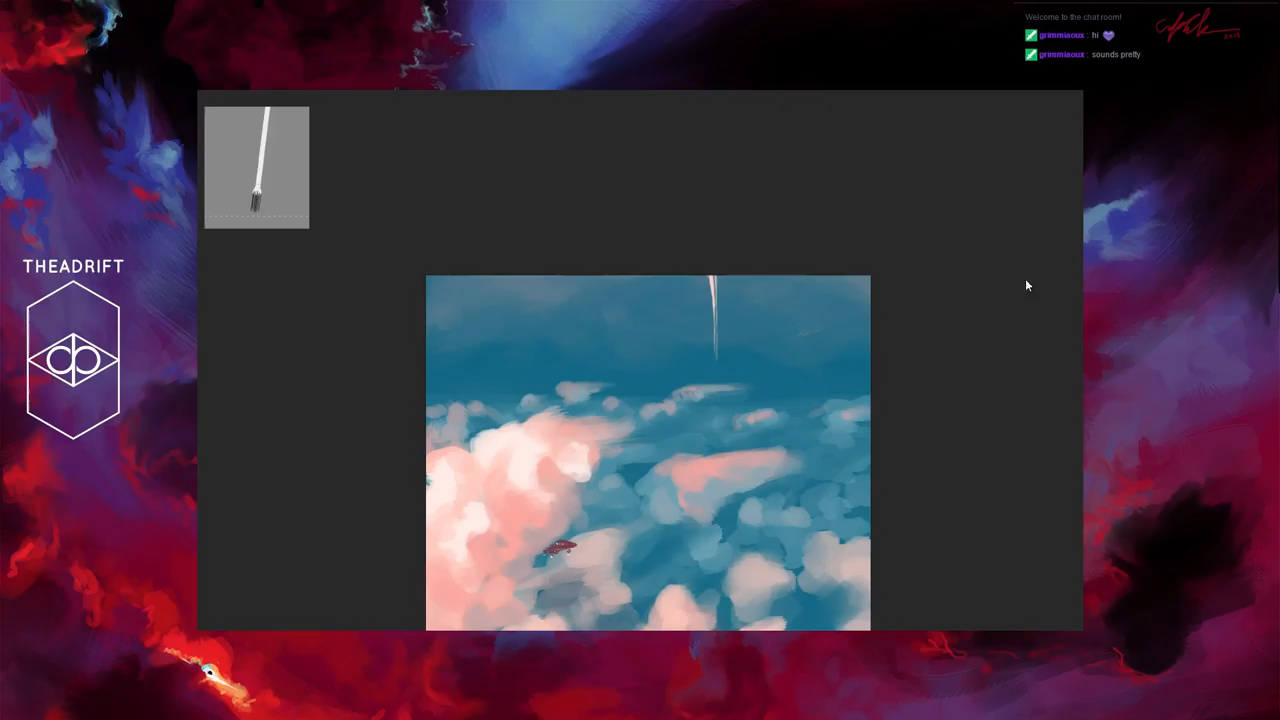 Welcome to the chat room!
grimmiaoux : hi
grimmiaoux : sounds pretty
THEADRIFT